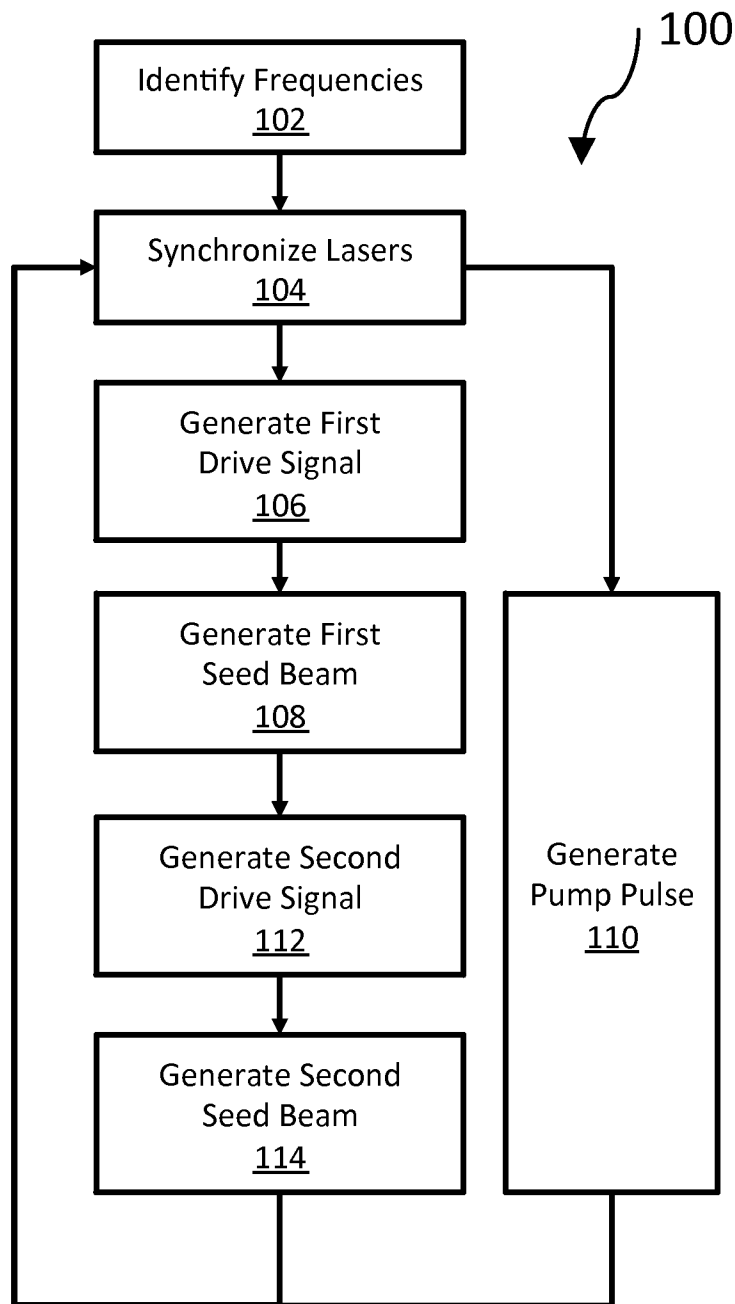 100
Identify Frequencies
102
Synchronize Lasers
104
Generate First
Drive Signal
106
Generate First
Seed Beam
108
Generate Second
Drive Signal
112
Generate Second
Seed Beam
114
Generate
Pump Pulse
110